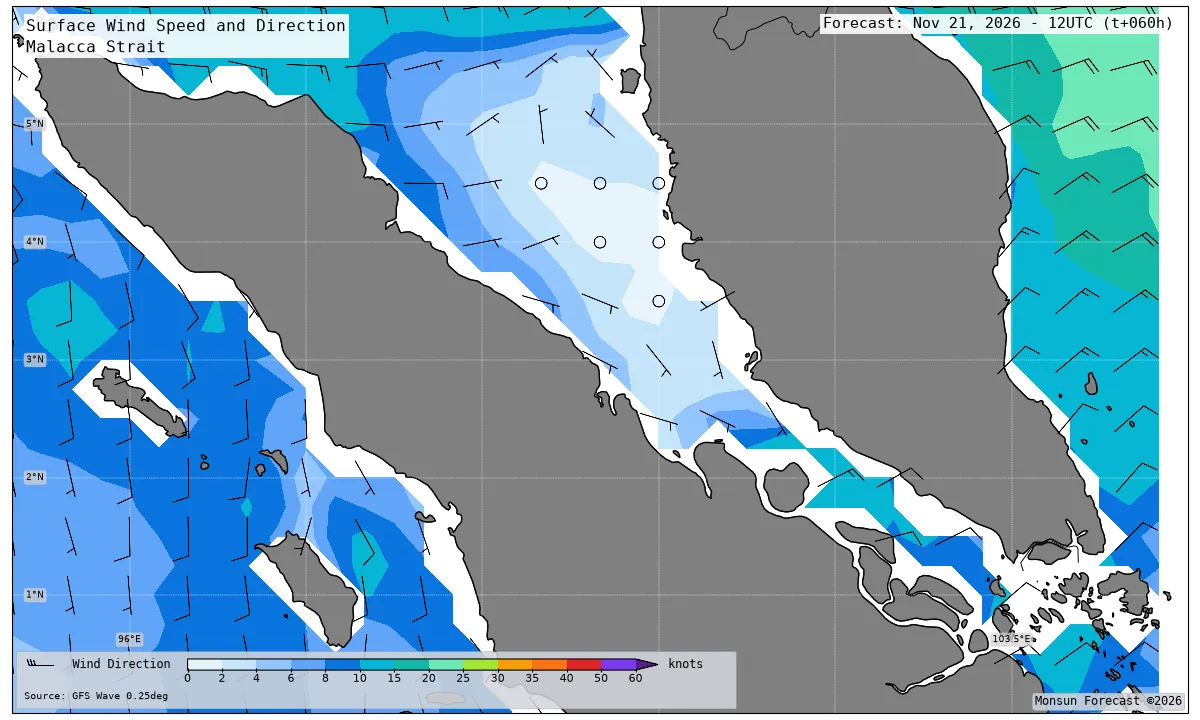 Surface Wind Speed and Direction
Malacca Strait
Forecast: Nov 21, 2026 - 12UTC (t+060h)
5°N
4°N
3°N
2°N
1°N
96°E
103.5°E
Wind Direction
0 2 4 6 8 10 15 20 25 30 35 40 50 60
knots
Source: GFS Wave 0.25deg
Monsun Forecast ©2026